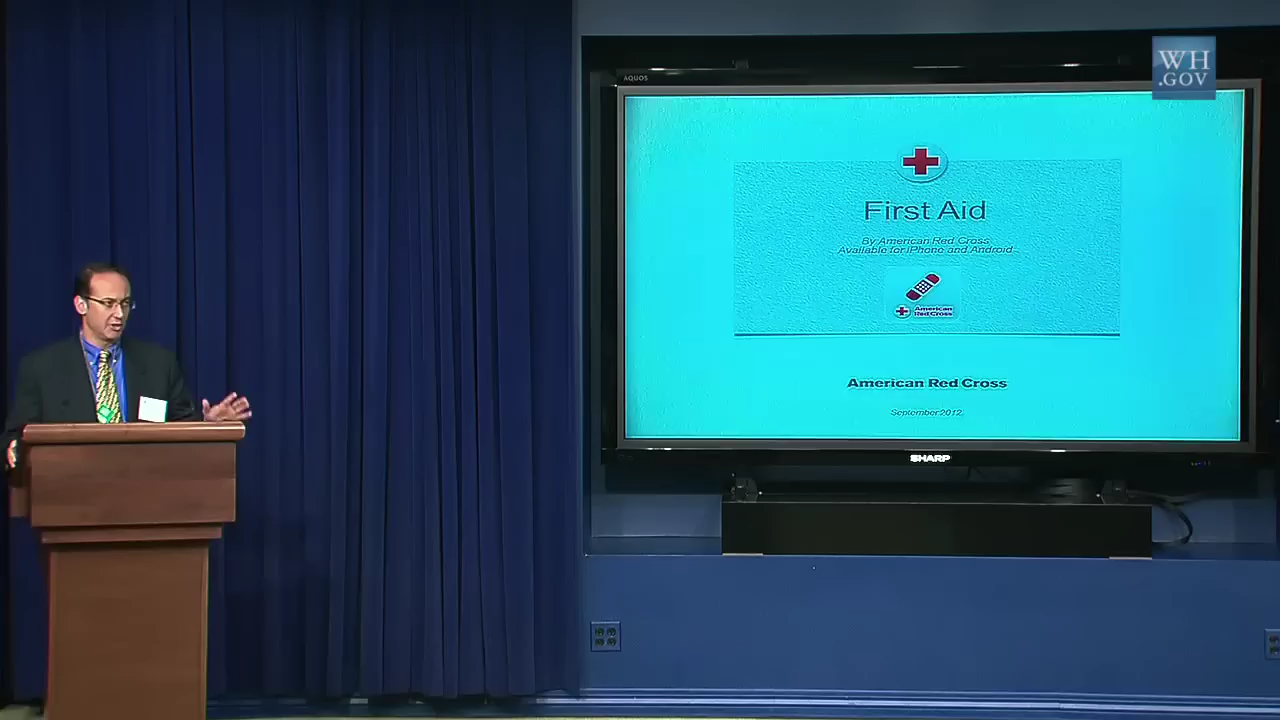 AQUOS
WH
.GOV
First Aid
By American Red Cross
Available for iPhone and Android
American
Red Cross
American Red Cross
September 2012
SHARP